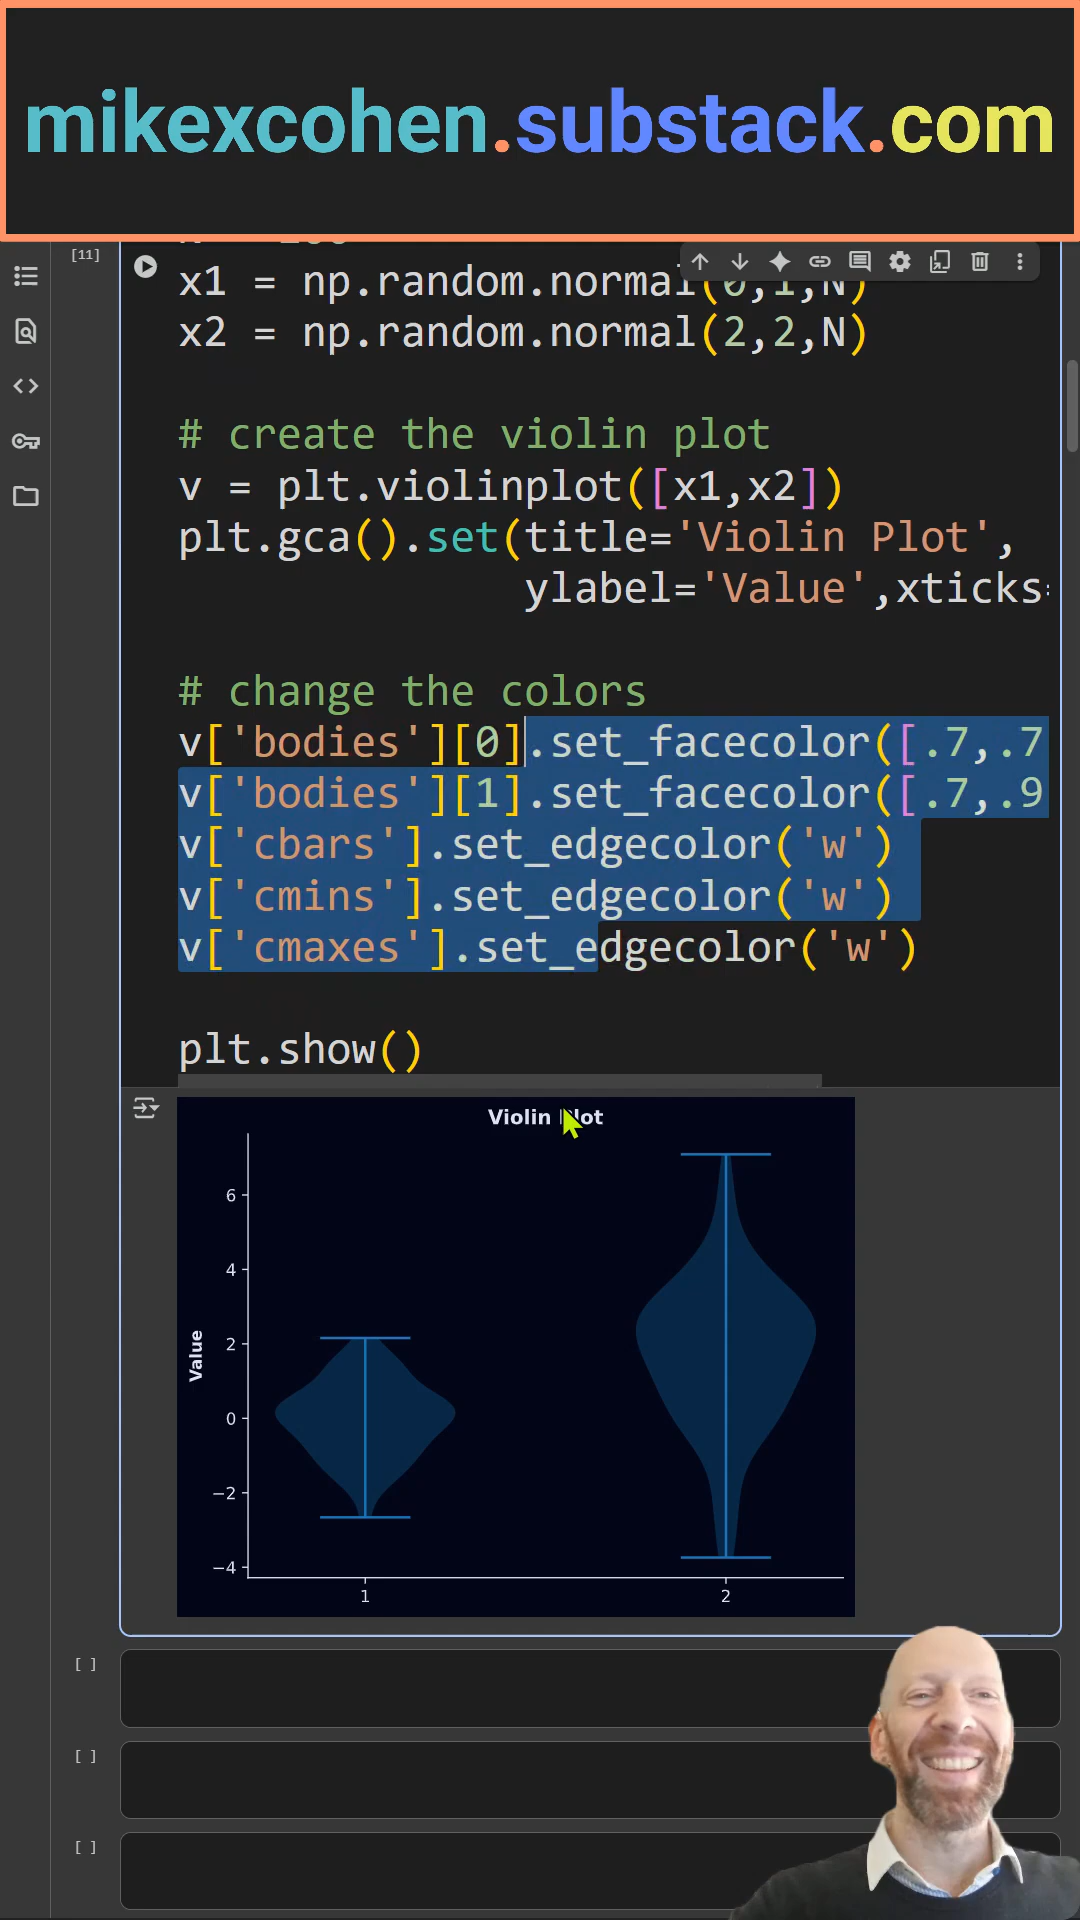 mikexcohen.substack.com
[11]
x1 = np.random.normal(0,1,N)
x2 = np.random.normal(2,2,N)
# create the violin plot
v = plt.violinplot([x1,x2])
plt.gca().set(title='Violin Plot',
ylabel='Value',xticks=
# change the colors
v['bodies'][0].set_facecolor([.7,.7
v['bodies'][1].set_facecolor([.7,.9
v['cbars'].set_edgecolor('w')
v['cmins'].set_edgecolor('w')
v['cmaxes'].set_edgecolor('w')
plt.show()
Violin Plot
6
4
2
0
−2
−4
Value
1 2
[ ]
[ ]
[ ]